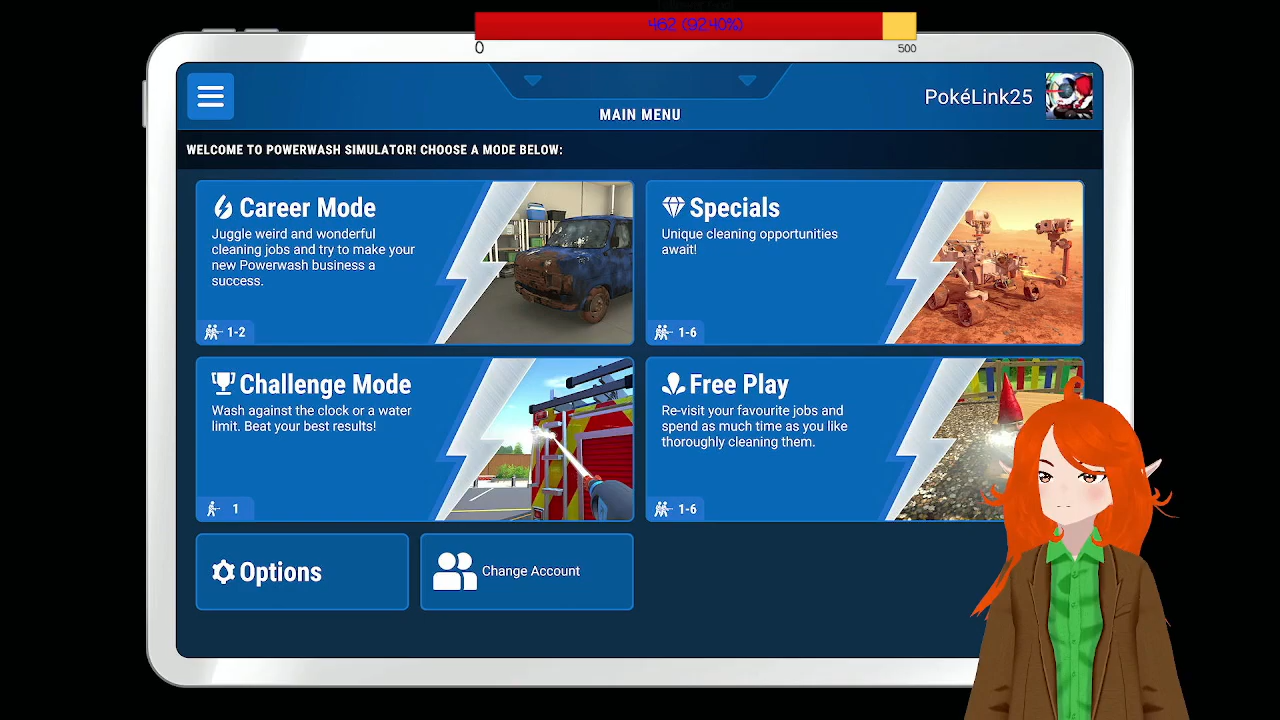 462 (92.40%)
0
500
PokéLink25
MAIN MENU
WELCOME TO POWERWASH SIMULATOR! CHOOSE A MODE BELOW:
Career Mode
Juggle weird and wonderful
cleaning jobs and try to make your
new Powerwash business a
success.
1-2
Specials
Unique cleaning opportunities
await!
1-6
Challenge Mode
Wash against the clock or a water
limit. Beat your best results!
1
Free Play
Re-visit your favourite jobs and
spend as much time as you like
thoroughly cleaning them.
1-6
Options
Change Account